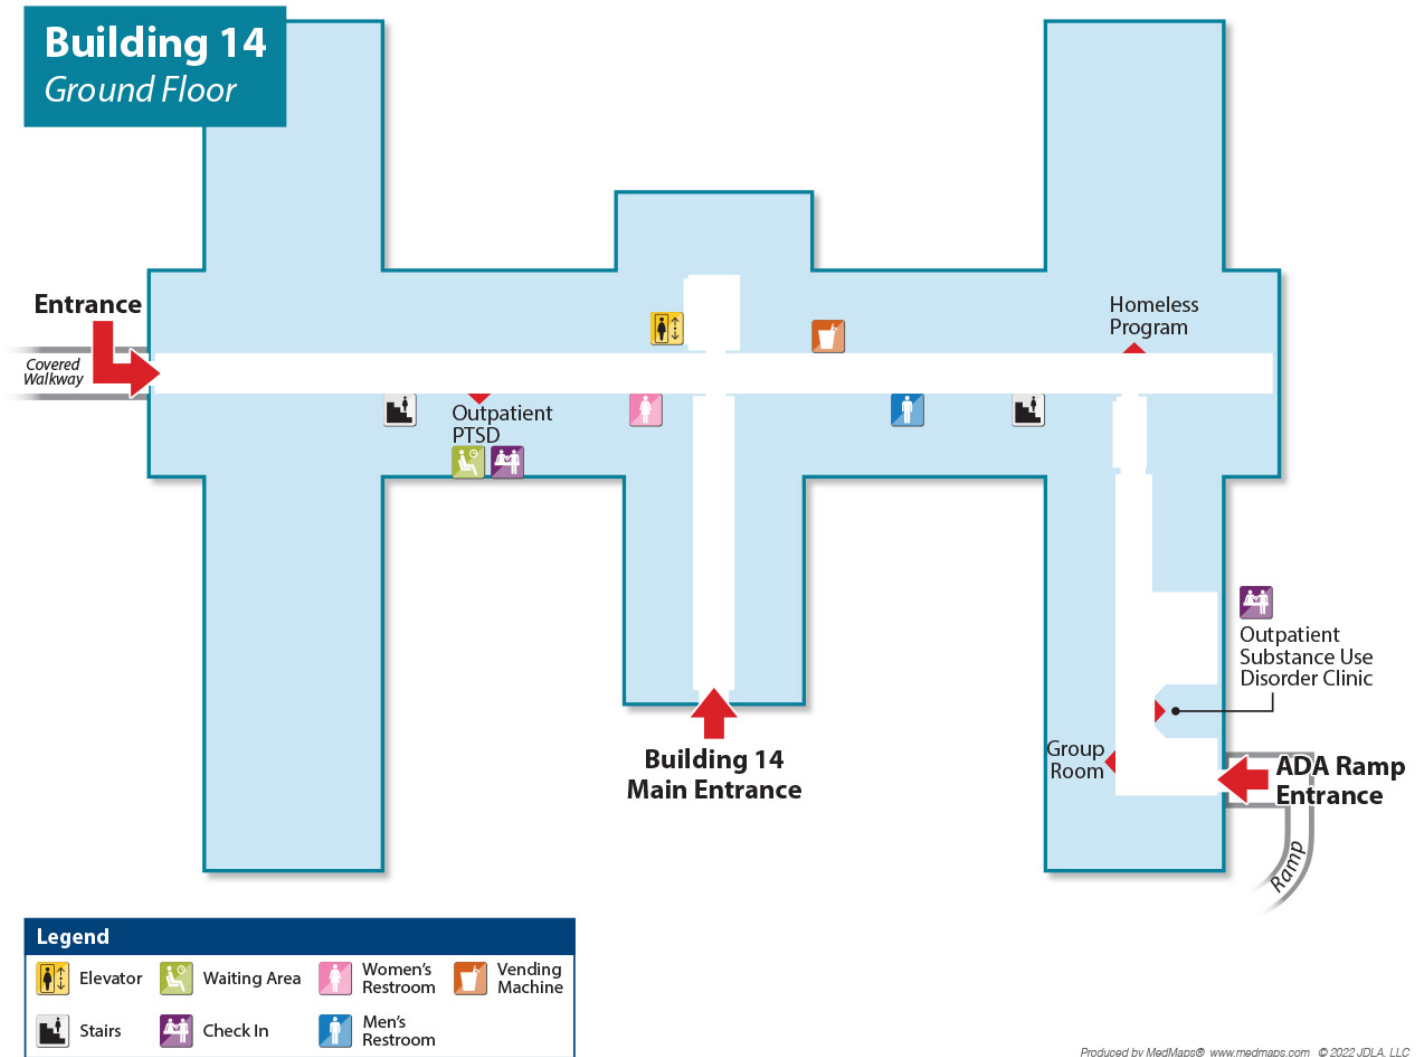 Building 14
Ground Floor
Entrance
Covered
Walkway
Homeless
Program
Outpatient
PTSD
Outpatient
Substance Use
Disorder Clinic
Group
Room
Building 14
Main Entrance
ADA Ramp
Entrance
Ramp
Legend
Elevator
Waiting Area
Women's
Restroom
Vending
Machine
Stairs
Check In
Men's
Restroom
Produced by MedMaps® www.medmaps.com © 2022 JDLA, LLC